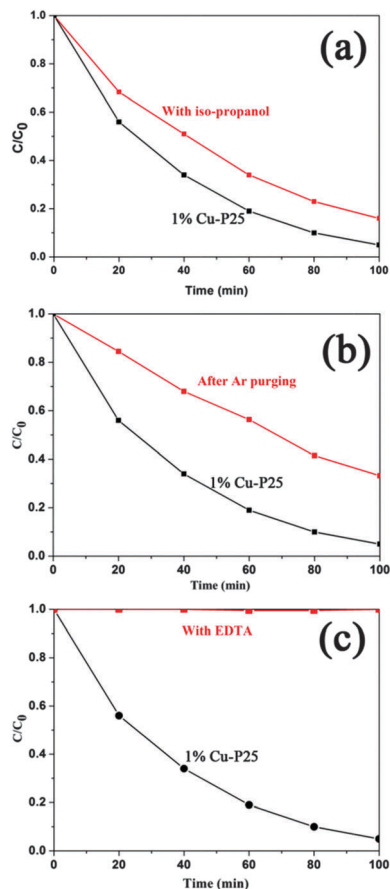 (a)
1.0
0.8
With iso-propanol
0.6
C/C0
0.4
1% Cu-P25
0.2
0.0
0 20 40 60 80 100
Time (min)
(b)
1.0
0.8
After Ar purging
0.6
C/C0
0.4
1% Cu-P25
0.2
0.0
0 20 40 60 80 100
Time (min)
(c)
1.0
With EDTA
0.8
0.6
C/C0
0.4
1% Cu-P25
0.2
0.0
0 20 40 60 80 100
Time (min)